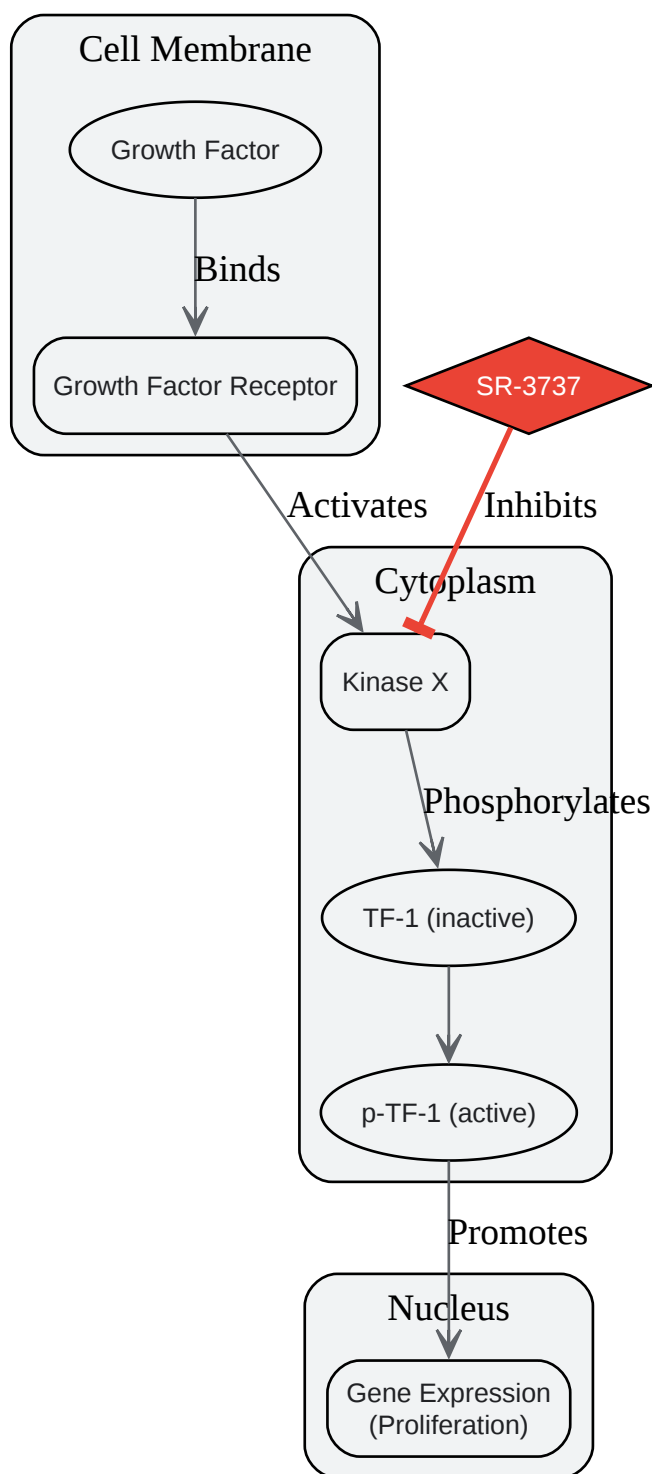 Cell Membrane
Growth Factor
Binds
Growth Factor Receptor
SR-3737
Activates
Inhibits
Cytoplasm
Kinase X
Phosphorylates
TF-1 (inactive)
p-TF-1 (active)
Promotes
Nucleus
Gene Expression
(Proliferation)